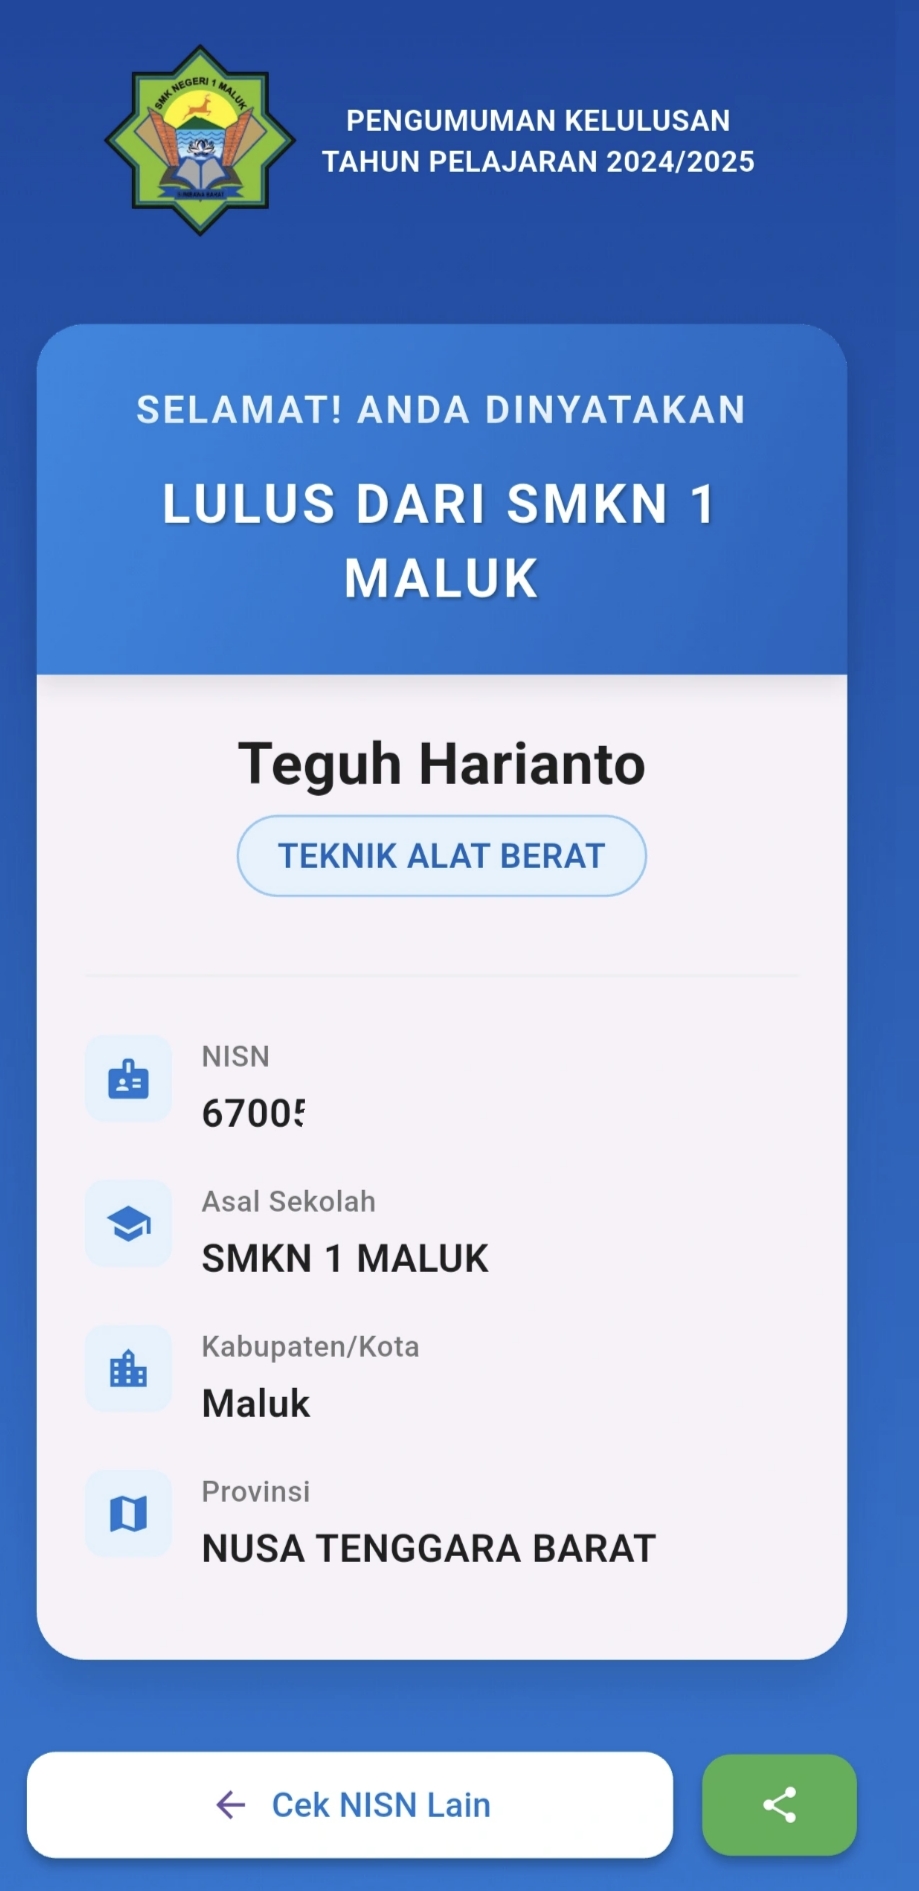 SMK NEGERI 1 MALUK
SUMBAWA BARAT
PENGUMUMAN KELULUSAN
TAHUN PELAJARAN 2024/2025
SELAMAT! ANDA DINYATAKAN
LULUS DARI SMKN 1
MALUK
Teguh Harianto
TEKNIK ALAT BERAT
NISN
67005
Asal Sekolah
SMKN 1 MALUK
Kabupaten/Kota
Maluk
Provinsi
NUSA TENGGARA BARAT
Cek NISN Lain